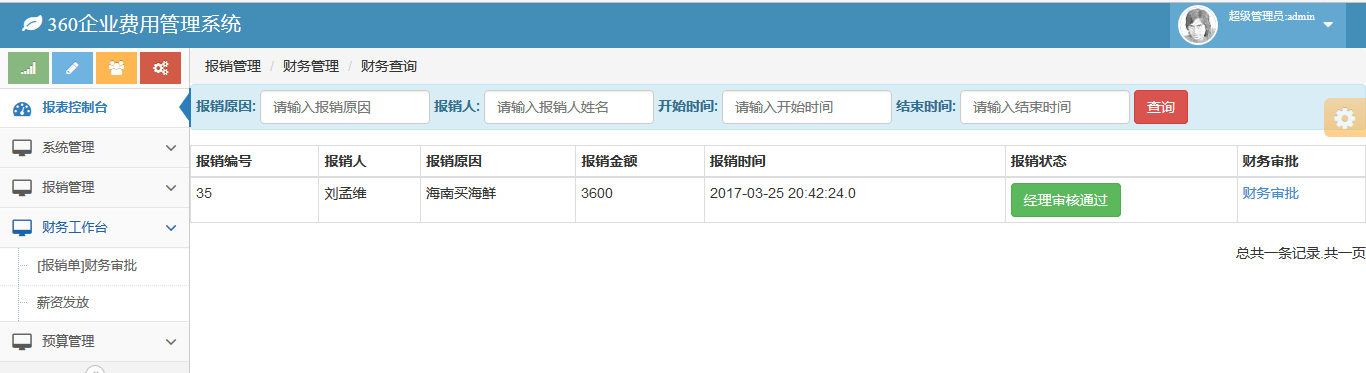 360企业费用管理系统
超级管理员:admin
报销管理 / 财务管理 / 财务查询
报表控制台
系统管理
报销管理
财务工作台
[报销单]财务审批
薪资发放
预算管理
报销原因: 请输入报销原因 报销人: 请输入报销人姓名 开始时间: 请输入开始时间 结束时间: 请输入结束时间 查询
报销编号 报销人 报销原因 报销金额 报销时间 报销状态 财务审批
35 刘孟维 海南买海鲜 3600 2017-03-25 20:42:24.0 经理审核通过 财务审批
总共一条记录.共一页